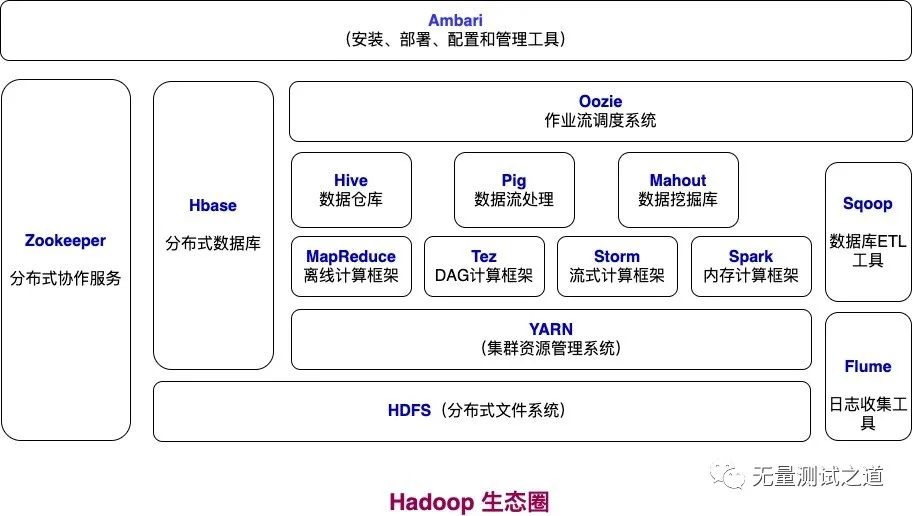 Ambari
（安装、部署、配置和管理工具）
Zookeeper
分布式协作服务
Hbase
分布式数据库
Oozie
作业流调度系统
Hive
数据仓库
Pig
数据流处理
Mahout
数据挖掘库
MapReduce
离线计算框架
Tez
DAG计算框架
Storm
流式计算框架
Spark
内存计算框架
YARN
（集群资源管理系统）
HDFS（分布式文件系统）
Sqoop
数据库ETL
工具
Flume
日志收集工
具
无量测试之道
Hadoop 生态圈